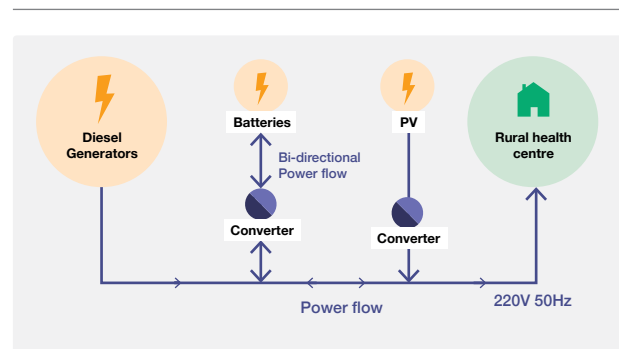 Diesel
Generators
Batteries
PV
Rural health
centre
Bi-directional
Power flow
Converter
Converter
Power flow
220V 50Hz